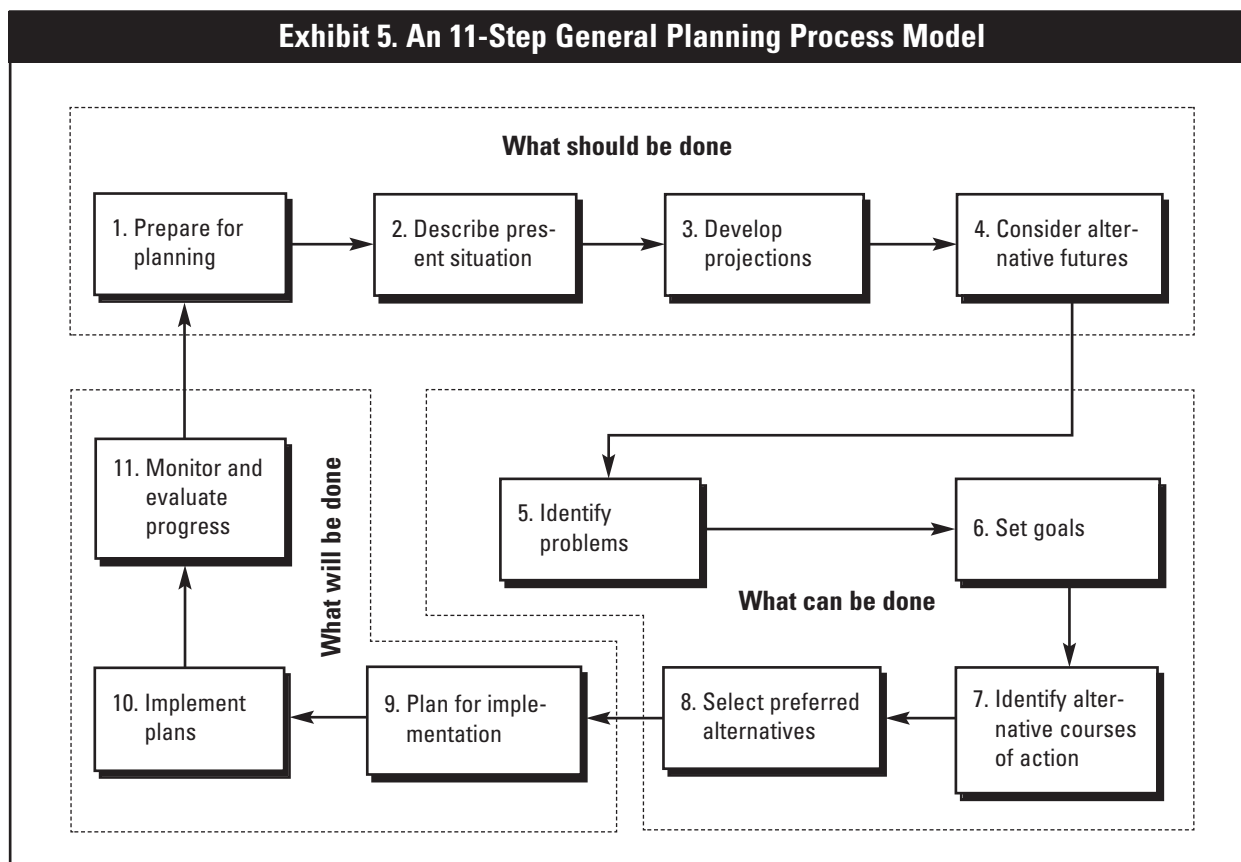 Exhibit 5. An 11-Step General Planning Process Model
What should be done
1. Prepare for
planning
2. Describe pres-
ent situation
3. Develop
projections
4. Consider alter-
native futures
5. Identify
problems
6. Set goals
What can be done
7. Identify alter-
native courses
of action
8. Select preferred
alternatives
9. Plan for imple-
mentation
10. Implement
plans
11. Monitor and
evaluate
progress
What will be done